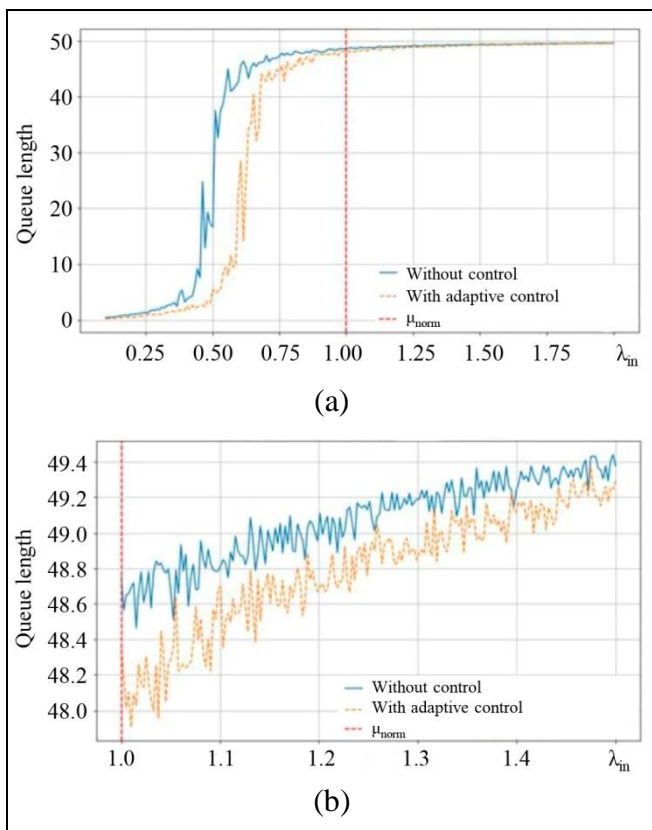 50
40
30
20
10
0
Queue length
Without control
With adaptive control
μnorm
0.25 0.50 0.75 1.00 1.25 1.50 1.75 λin
(a)
49.4
49.2
49.0
48.8
48.6
48.4
48.2
48.0
Queue length
Without control
With adaptive control
μnorm
1.0 1.1 1.2 1.3 1.4 λin
(b)